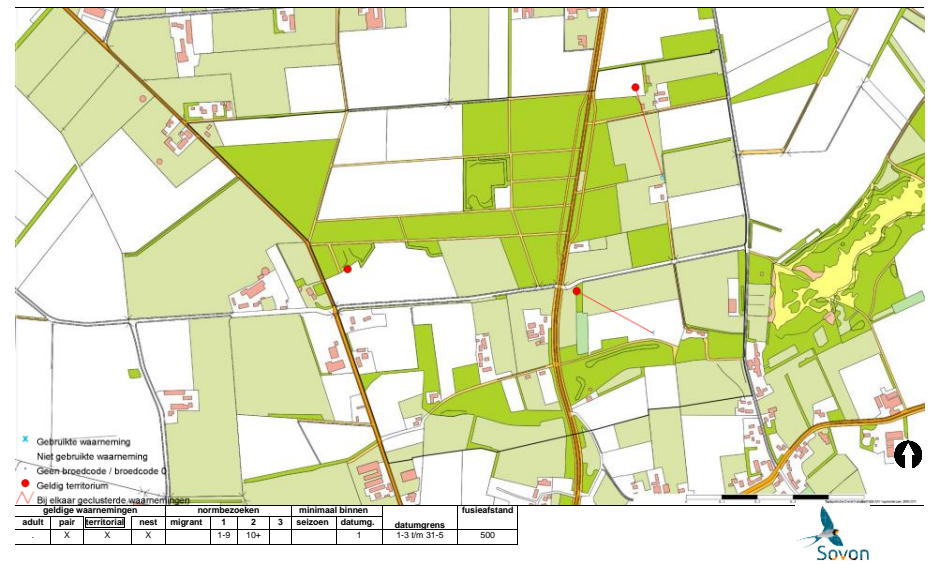 x Gebruikte waarneming
Niet gebruikte waarneming
Geen broedcode / broedcode 0
Geldig territorium
Bij elkaar geclusterde waarnemingen
geldige waarnemingen normbezoeken minimaal binnen datumgrens fusieafstand
adult pair territorial nest migrant 1 2 3 seizoen datumg.
. X X X 1-9 10+ 1 1-3 t/m 31-5 500
Sovon